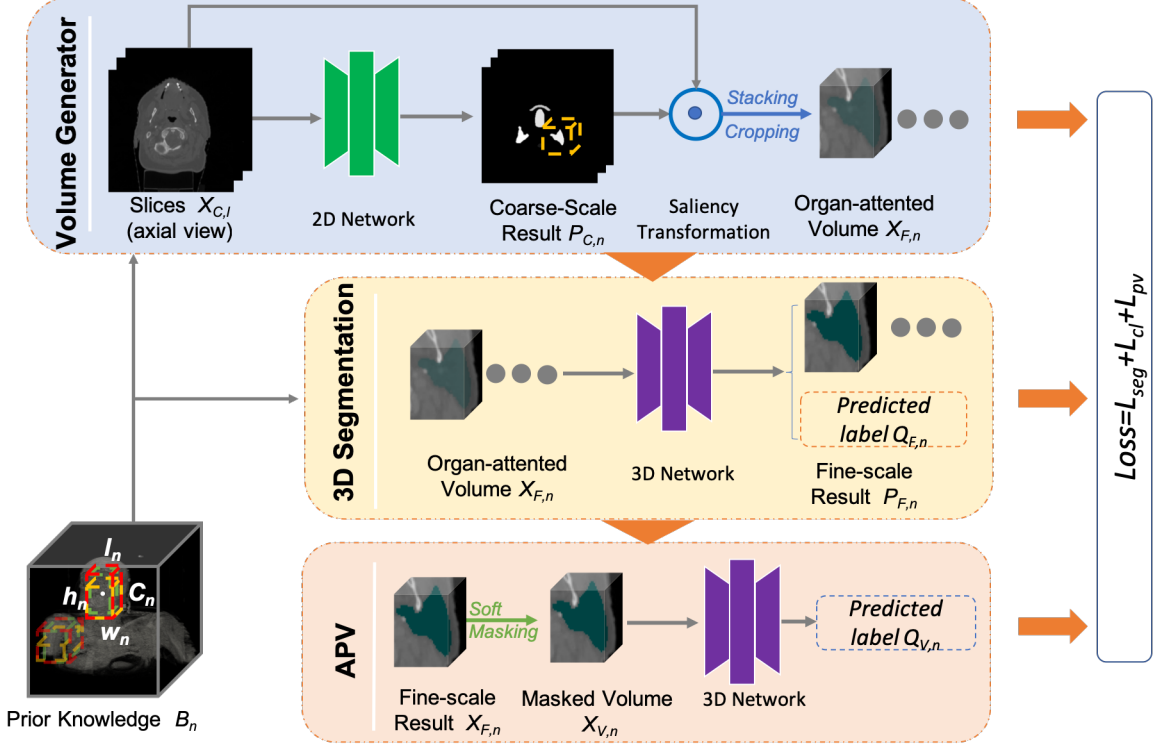 Volume Generator
Slices X_{C,l}
(axial view)
2D Network
Coarse-Scale
Result P_{C,n}
Saliency
Transformation
Stacking
Cropping
Organ-attented
Volume X_{F,n}
3D Segmentation
Organ-attented
Volume X_{F,n}
3D Network
Predicted
label Q_{F,n}
Fine-scale
Result P_{F,n}
APV
Fine-scale
Result X_{F,n}
Soft
Masking
Masked Volume
X_{V,n}
3D Network
Predicted
label Q_{V,n}
l_n
h_n
C_n
w_n
Prior Knowledge B_n
Loss=L_{seg}+L_{cl}+L_{pv}